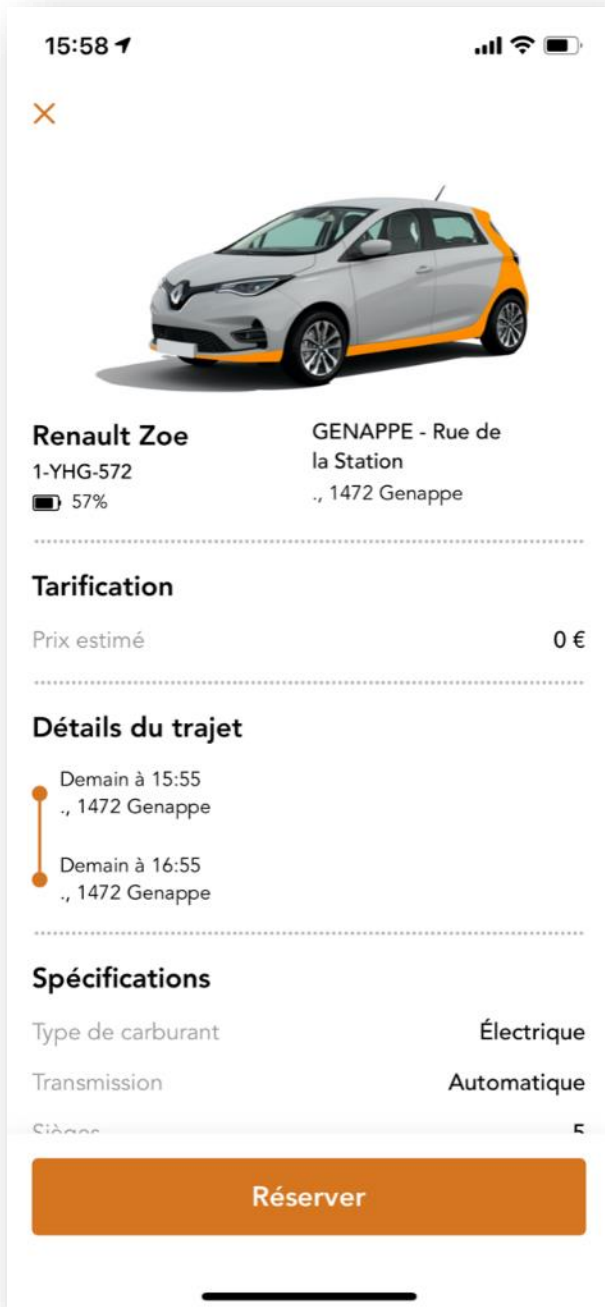 15:58
Renault Zoe
1-YHG-572
57%
GENAPPE - Rue de
la Station
., 1472 Genappe
Tarification
Prix estimé 0 €
Détails du trajet
Demain à 15:55
., 1472 Genappe
Demain à 16:55
., 1472 Genappe
Spécifications
Type de carburant Électrique
Transmission Automatique
Sièges 5
Réserver